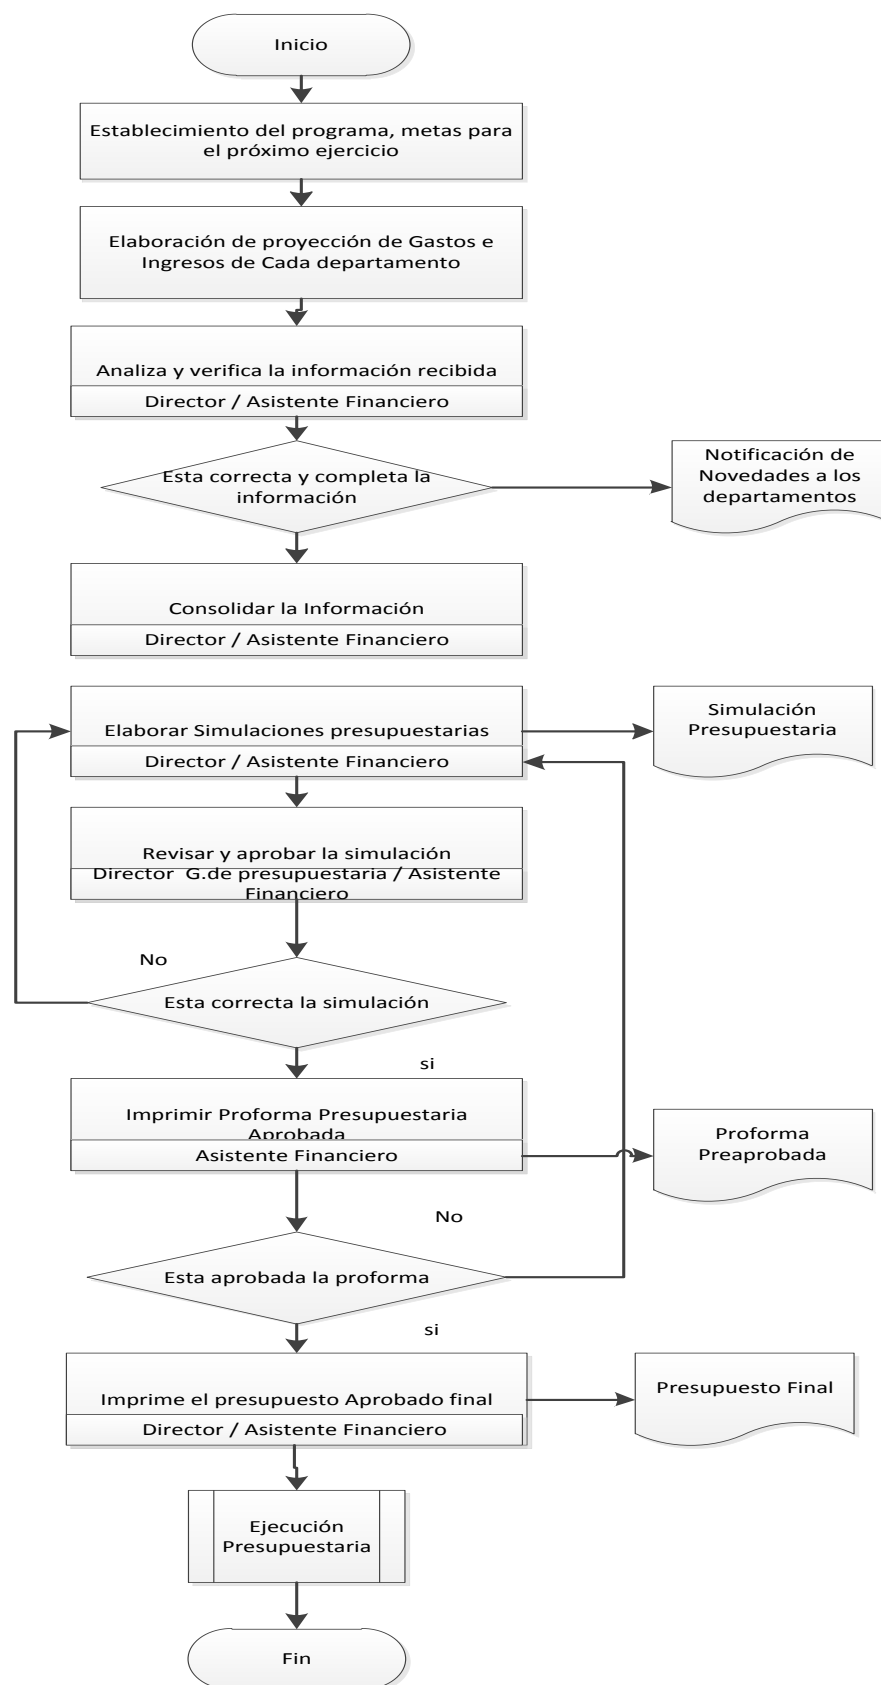 Inicio
Establecimiento del programa, metas para
el próximo ejercicio
Elaboración de proyección de Gastos e
Ingresos de Cada departamento
Analiza y verifica la información recibida
Director / Asistente Financiero
Esta correcta y completa la
información
Notificación de
Novedades a los
departamentos
Consolidar la Información
Director / Asistente Financiero
Elaborar Simulaciones presupuestarias
Director / Asistente Financiero
Simulación
Presupuestaria
Revisar y aprobar la simulación
Director G.de presupuestaria / Asistente
Financiero
No
Esta correcta la simulación
si
Imprimir Proforma Presupuestaria
Aprobada
Asistente Financiero
Proforma
Preaprobada
No
Esta aprobada la proforma
si
Imprime el presupuesto Aprobado final
Director / Asistente Financiero
Presupuesto Final
Ejecución
Presupuestaria
Fin